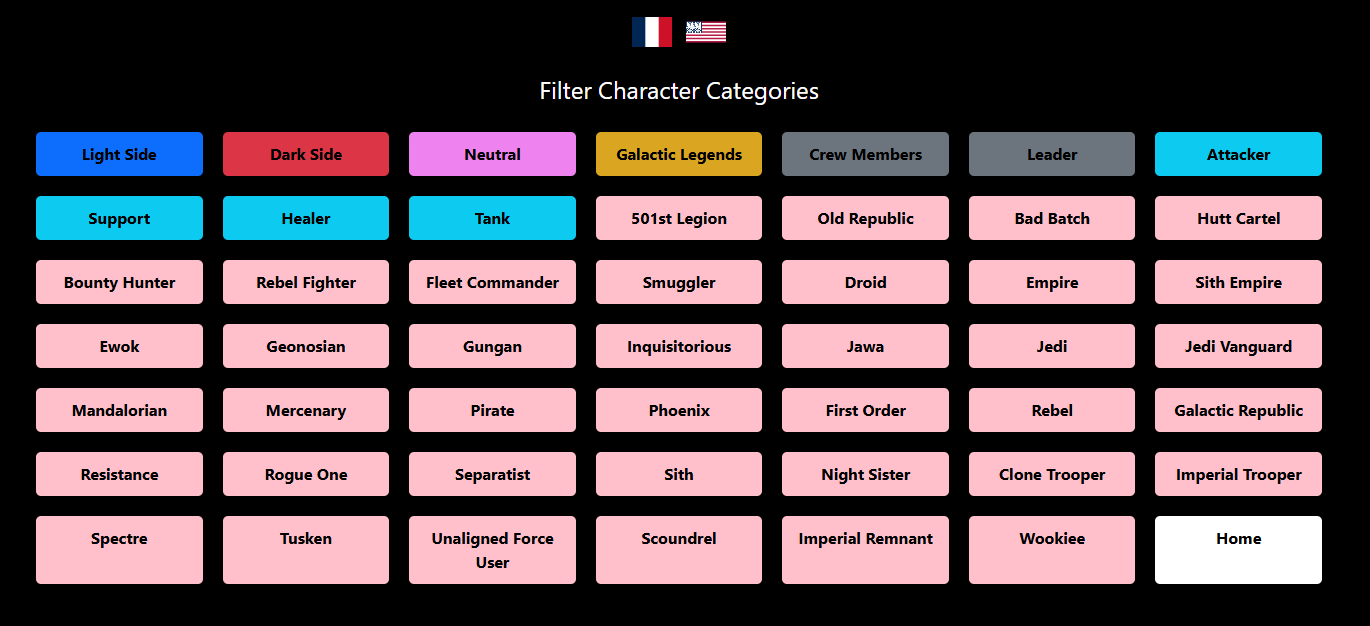 Filter Character Categories
Light Side
Dark Side
Neutral
Galactic Legends
Crew Members
Leader
Attacker
Support
Healer
Tank
501st Legion
Old Republic
Bad Batch
Hutt Cartel
Bounty Hunter
Rebel Fighter
Fleet Commander
Smuggler
Droid
Empire
Sith Empire
Ewok
Geonosian
Gungan
Inquisitorious
Jawa
Jedi
Jedi Vanguard
Mandalorian
Mercenary
Pirate
Phoenix
First Order
Rebel
Galactic Republic
Resistance
Rogue One
Separatist
Sith
Night Sister
Clone Trooper
Imperial Trooper
Spectre
Tusken
Unaligned Force
User
Scoundrel
Imperial Remnant
Wookiee
Home